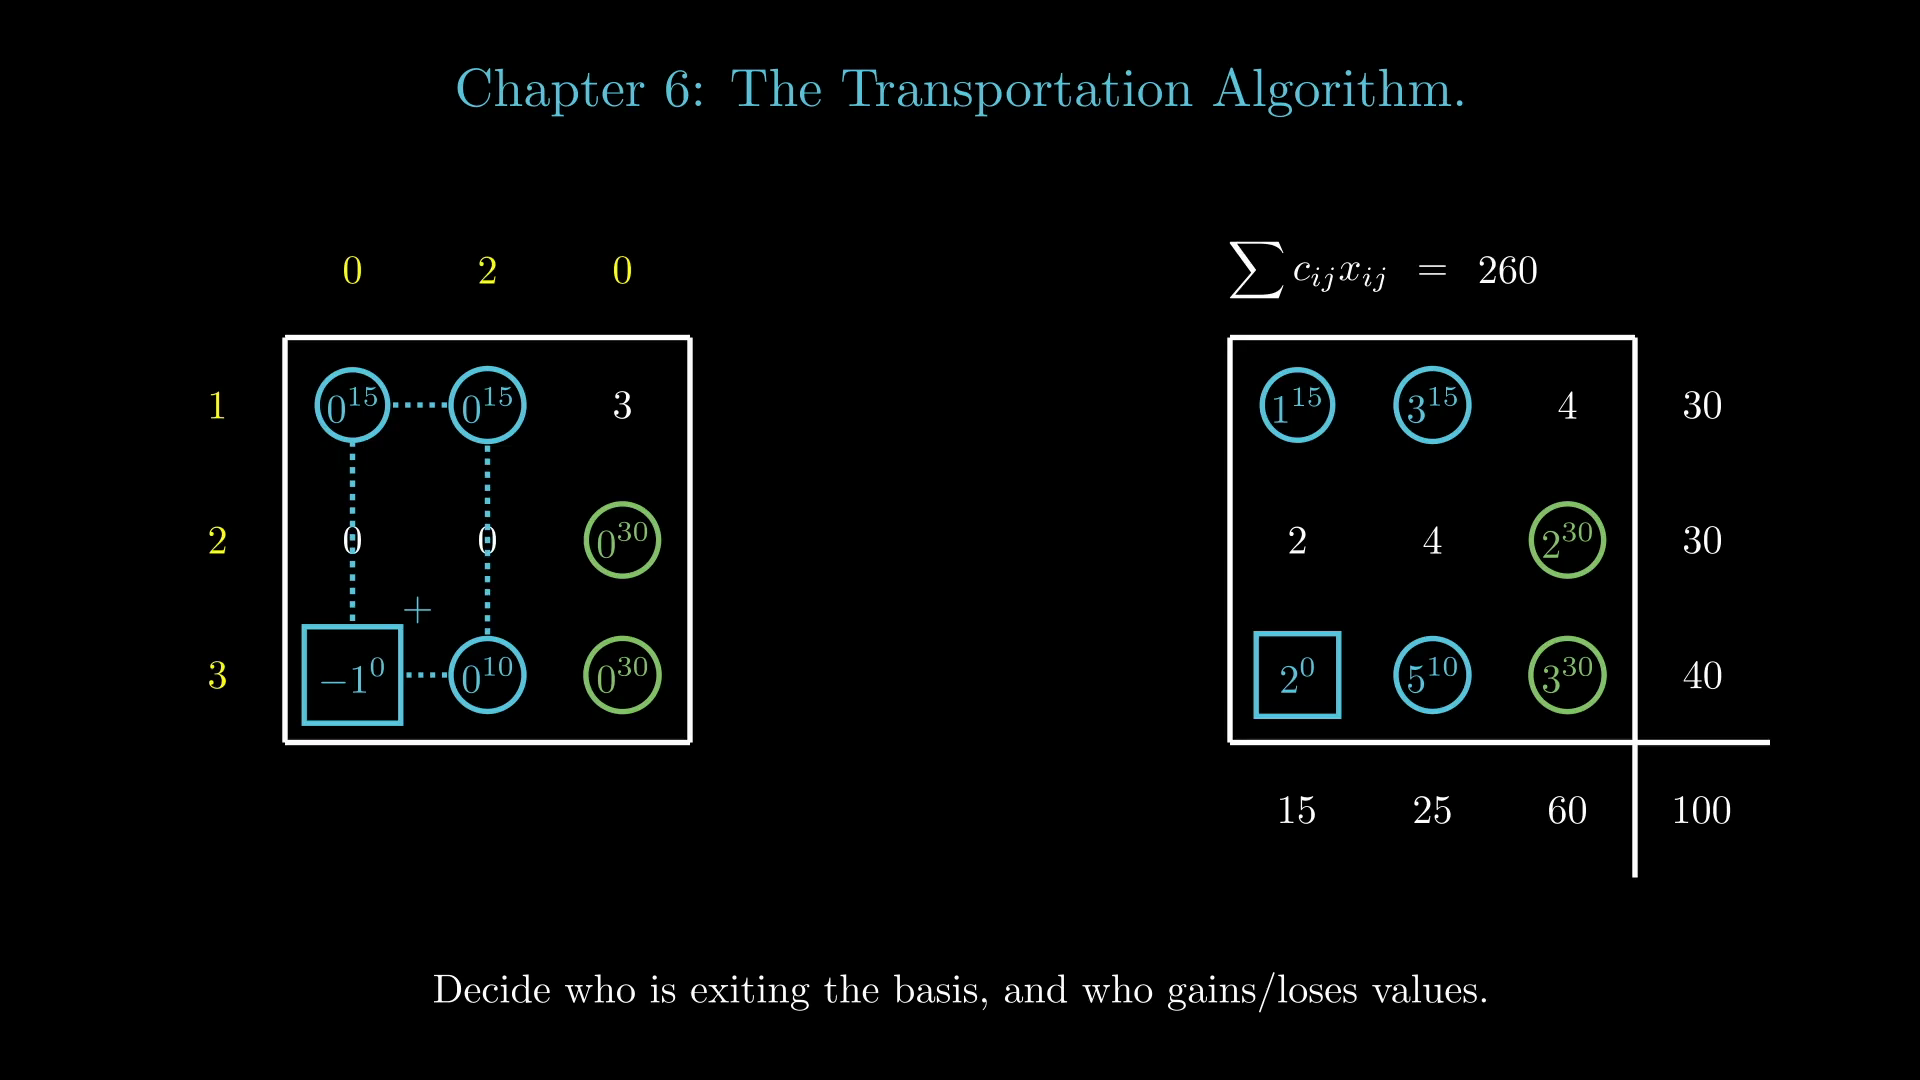 Chapter 6: The Transportation Algorithm.
0 2 0
∑ c_{ij}x_{ij} = 260
1 0^{15} 0^{15} 3
1^{15} 3^{15} 4 30
2 0 0 0^{30}
2 4 2^{30} 30
+
3 −1^{0} 0^{10} 0^{30}
2^{0} 5^{10} 3^{30} 40
15 25 60 100
Decide who is exiting the basis, and who gains/loses values.